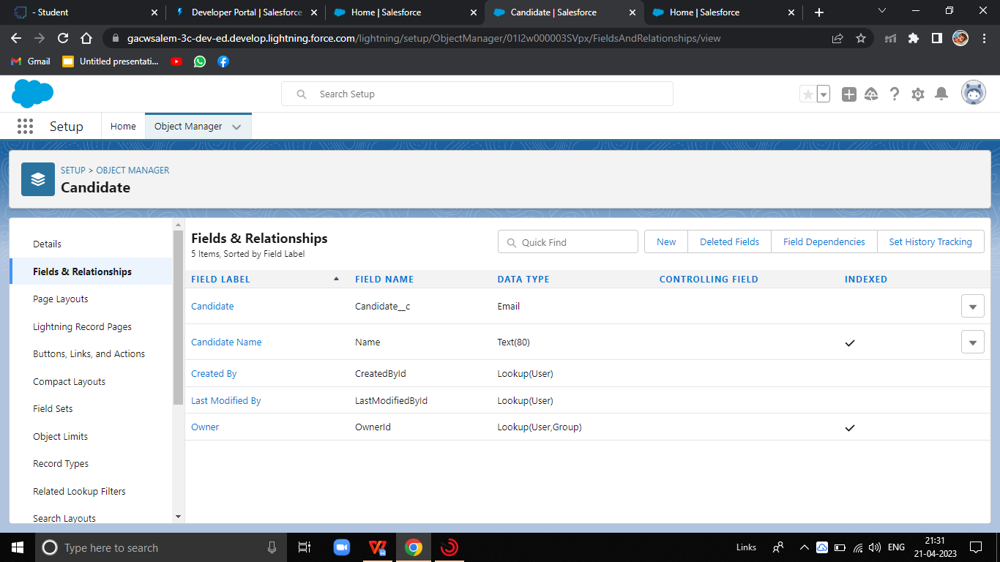 - Student
Developer Portal | Salesforce
Home | Salesforce
Candidate | Salesforce
Home | Salesforce
gacwsalem-3c-dev-ed.develop.lightning.force.com/lightning/setup/ObjectManager/01I2w000003SVpx/FieldsAndRelationships/view
Gmail
Untitled presentati...
Search Setup
Setup
Home
Object Manager
SETUP > OBJECT MANAGER
Candidate
Details
Fields & Relationships
Page Layouts
Lightning Record Pages
Buttons, Links, and Actions
Compact Layouts
Field Sets
Object Limits
Record Types
Related Lookup Filters
Search Layouts
Fields & Relationships
5 Items, Sorted by Field Label
Quick Find
New
Deleted Fields
Field Dependencies
Set History Tracking
FIELD LABEL FIELD NAME DATA TYPE CONTROLLING FIELD INDEXED
Candidate Candidate__c Email
Candidate Name Name Text(80)
Created By CreatedById Lookup(User)
Last Modified By LastModifiedById Lookup(User)
Owner OwnerId Lookup(User,Group)
Type here to search
Links
ENG
21:31
21-04-2023